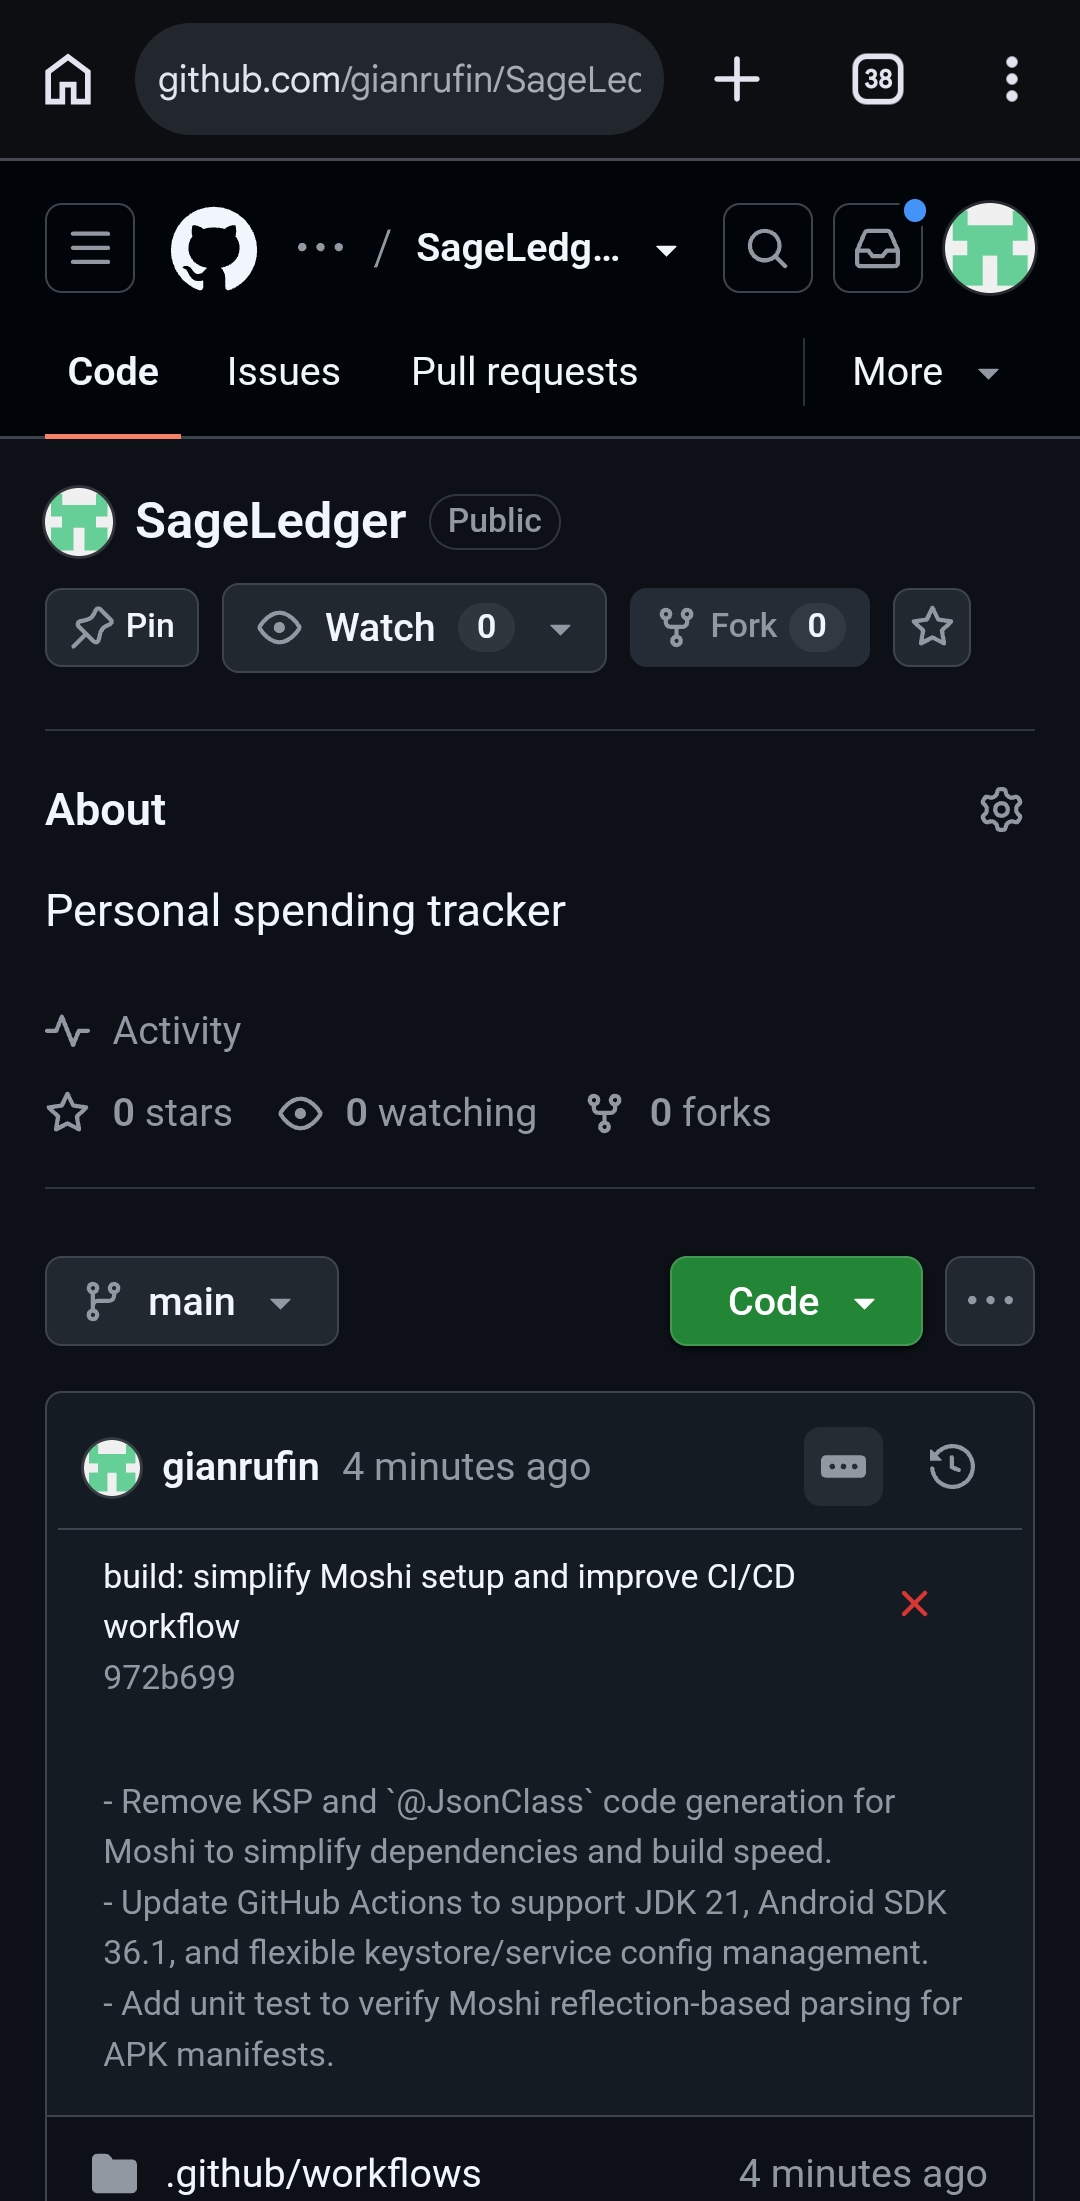 github.com/gianrufin/SageLed
38
... / SageLedg...
Code Issues Pull requests More
SageLedger Public
Pin Watch 0 Fork 0
About
Personal spending tracker
Activity
0 stars 0 watching 0 forks
main Code
gianrufin 4 minutes ago
build: simplify Moshi setup and improve CI/CD
workflow
972b699
- Remove KSP and `@JsonClass` code generation for
Moshi to simplify dependencies and build speed.
- Update GitHub Actions to support JDK 21, Android SDK
36.1, and flexible keystore/service config management.
- Add unit test to verify Moshi reflection-based parsing for
APK manifests.
.github/workflows 4 minutes ago